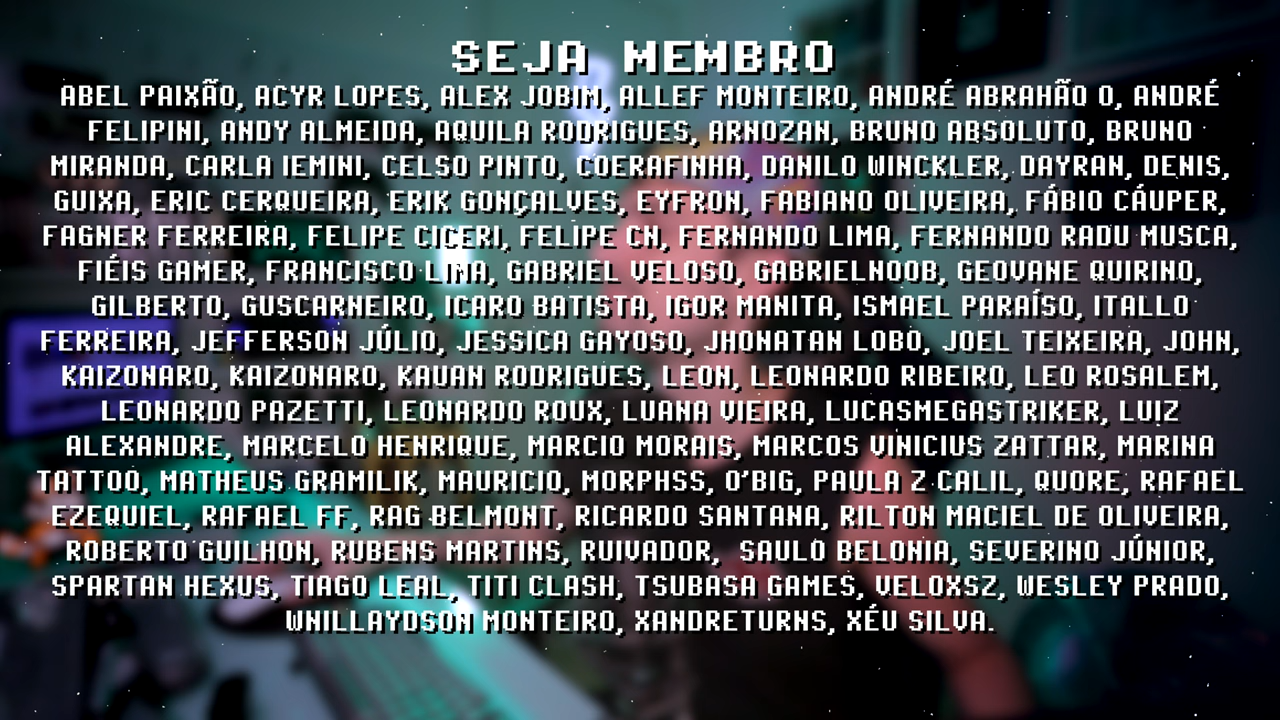 SEJA MEMBRO
ABEL PAIXÃO, ACYR LOPES, ALEX JOBIM, ALLEF MONTEIRO, ANDRÉ ABRAHÃO O, ANDRÉ
FELIPINI, ANDY ALMEIDA, AQUILA RODRIGUES, ARNOZAN, BRUNO ABSOLUTO, BRUNO
MIRANDA, CARLA IEMINI, CELSO PINTO, COERAFINHA, DANILO WINCKLER, DAYRAN, DENIS,
GUIXA, ERIC CERQUEIRA, ERIK GONÇALVES, EYFRON, FABIANO OLIVEIRA, FÁBIO CÁUPER,
FAGNER FERREIRA, FELIPE CICERI, FELIPE CN, FERNANDO LIMA, FERNANDO RADU MUSCA,
FIÉIS GAMER, FRANCISCO LIMA, GABRIEL VELOSO, GABRIELNOOB, GEOVANE QUIRINO,
GILBERTO, GUSCARNEIRO, ICARO BATISTA, IGOR MANITA, ISMAEL PARAÍSO, ITALLO
FERREIRA, JEFFERSON JÚLIO, JESSICA GAYOSO, JHONATAN LOBO, JOEL TEIXEIRA, JOHN,
KAIZONARO, KAIZONARO, KAUAN RODRIGUES, LEON, LEONARDO RIBEIRO, LEO ROSALEM,
LEONARDO PAZETTI, LEONARDO ROUX, LUANA VIEIRA, LUCASMEGASTRIKER, LUIZ
ALEXANDRE, MARCELO HENRIQUE, MARCIO MORAIS, MARCOS VINICIUS ZATTAR, MARINA
TATTOO, MATHEUS GRAMILIK, MAURICIO, MORPHSS, O'BIG, PAULA Z CALIL, QUORE, RAFAEL
EZEQUIEL, RAFAEL FF, RAG BELMONT, RICARDO SANTANA, RILTON MACIEL DE OLIVEIRA,
ROBERTO GUILHON, RUBENS MARTINS, RUIVADOR, SAULO BELONIA, SEVERINO JÚNIOR,
SPARTAN HEXUS, TIAGO LEAL, TITI CLASH, TSUBASA GAMES, VELOXSZ, WESLEY PRADO,
WNILLAYDSON MONTEIRO, XANDRETURNS, XÉU SILVA.